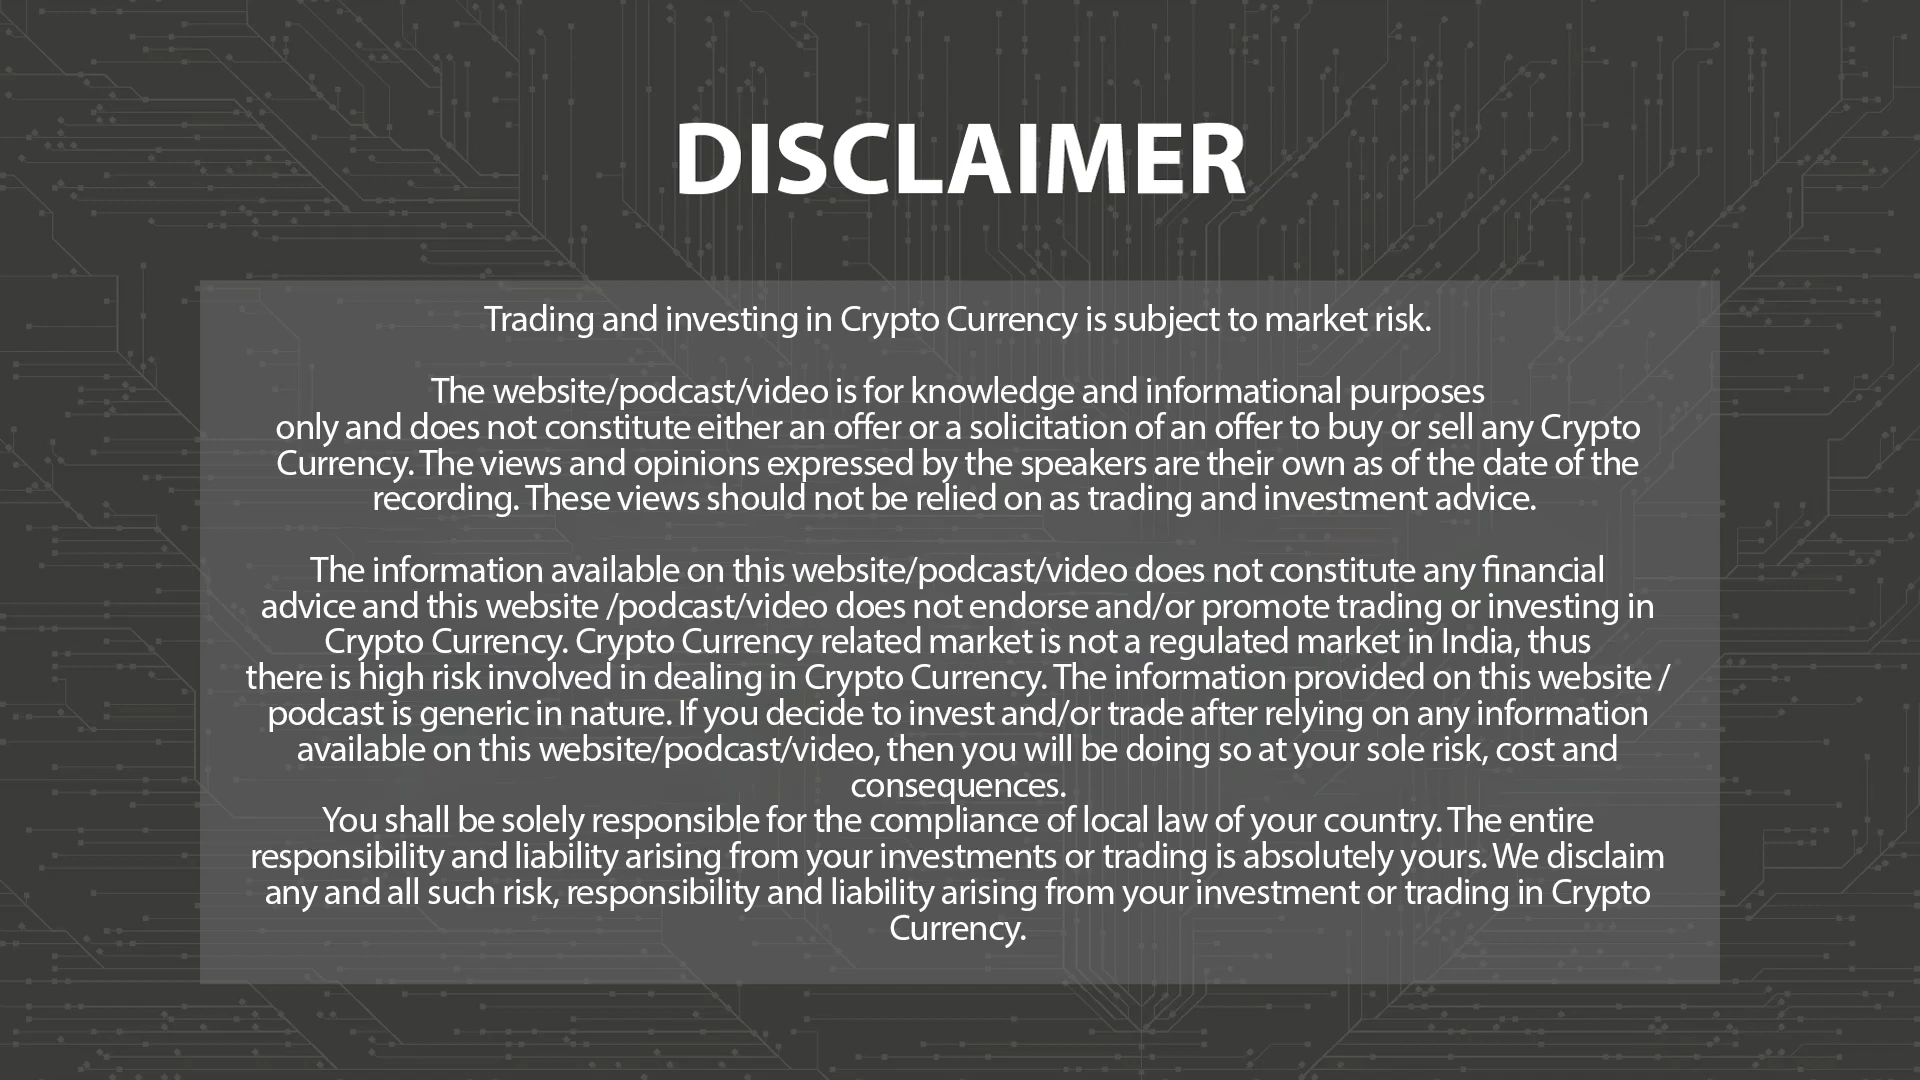 DISCLAIMER
Trading and investing in Crypto Currency is subject to market risk.
The website/podcast/video is for knowledge and informational purposes
only and does not constitute either an offer or a solicitation of an offer to buy or sell any Crypto
Currency. The views and opinions expressed by the speakers are their own as of the date of the
recording. These views should not be relied on as trading and investment advice.
The information available on this website/podcast/video does not constitute any financial
advice and this website /podcast/video does not endorse and/or promote trading or investing in
Crypto Currency. Crypto Currency related market is not a regulated market in India, thus
there is high risk involved in dealing in Crypto Currency. The information provided on this website /
podcast is generic in nature. If you decide to invest and/or trade after relying on any information
available on this website/podcast/video, then you will be doing so at your sole risk, cost and
consequences.
You shall be solely responsible for the compliance of local law of your country. The entire
responsibility and liability arising from your investments or trading is absolutely yours. We disclaim
any and all such risk, responsibility and liability arising from your investment or trading in Crypto
Currency.